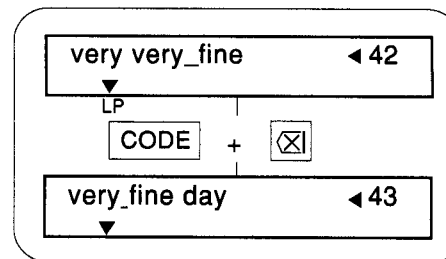 very very_fine ◄ 42
▼
LP
CODE + ⌫
very_fine day ◄ 43
▼